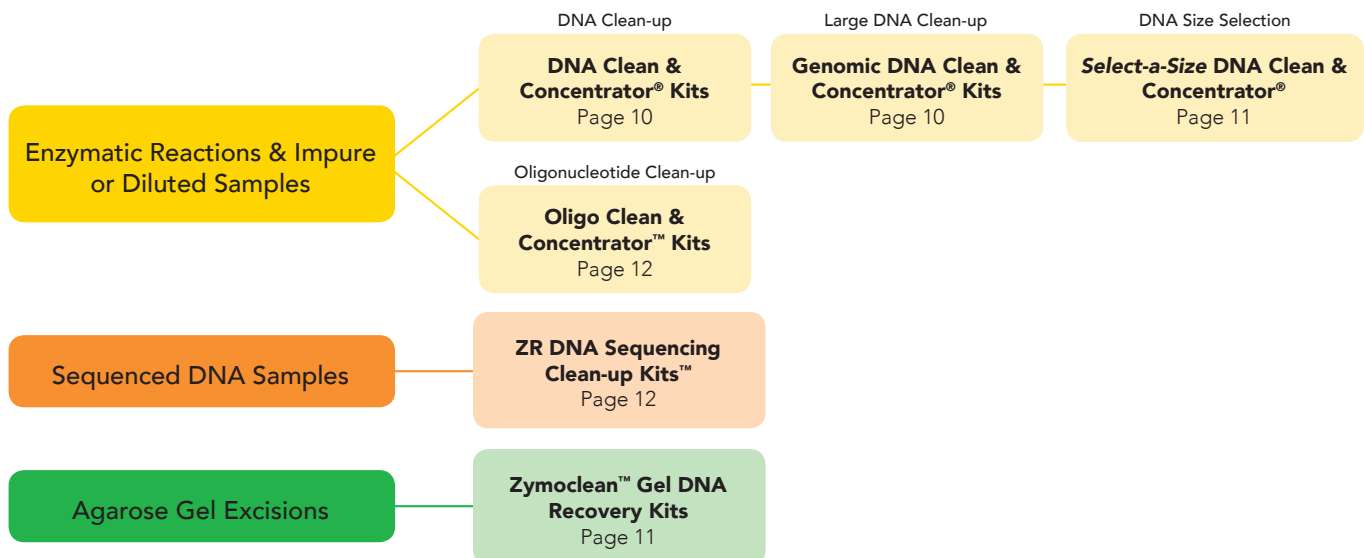 DNA Clean-up
DNA Clean &
Concentrator® Kits
Page 10
Large DNA Clean-up
Genomic DNA Clean &
Concentrator® Kits
Page 10
DNA Size Selection
Select-a-Size DNA Clean &
Concentrator®
Page 11
Enzymatic Reactions & Impure
or Diluted Samples
Oligonucleotide Clean-up
Oligo Clean &
Concentrator™ Kits
Page 12
Sequenced DNA Samples
ZR DNA Sequencing
Clean-up Kits™
Page 12
Agarose Gel Excisions
Zymoclean™ Gel DNA
Recovery Kits
Page 11